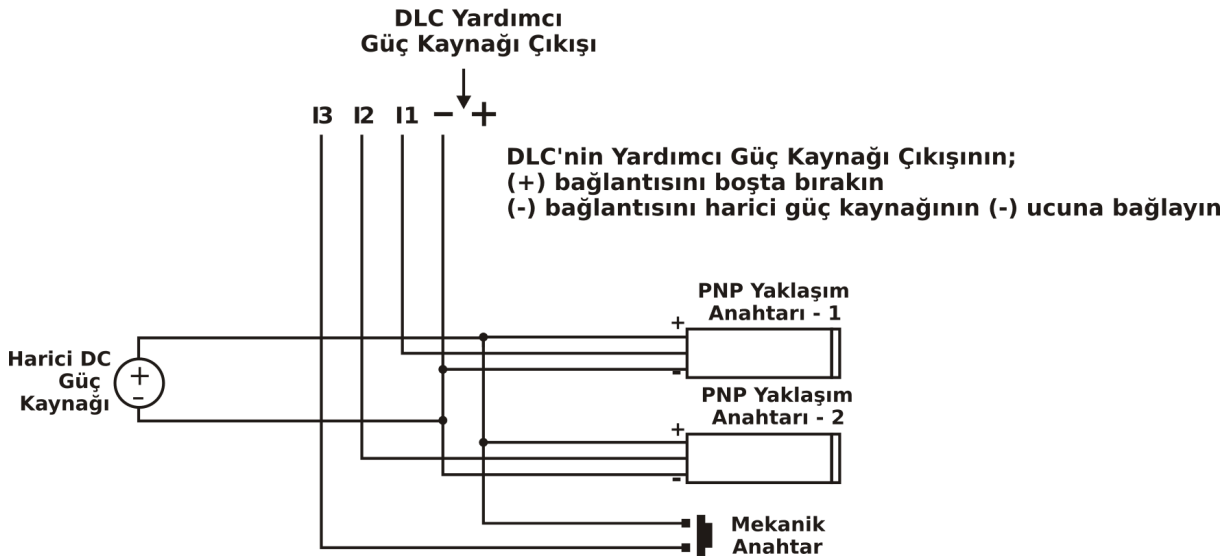 DLC Yardımcı
Güç Kaynağı Çıkışı
I3 I2 I1 - +
DLC'nin Yardımcı Güç Kaynağı Çıkışının;
(+) bağlantısını boşta bırakın
(-) bağlantısını harici güç kaynağının (-) ucuna bağlayın
PNP Yaklaşım
Anahtarı - 1
+
-
Harici DC
Güç
Kaynağı
+
-
PNP Yaklaşım
Anahtarı - 2
+
-
Mekanik
Anahtar